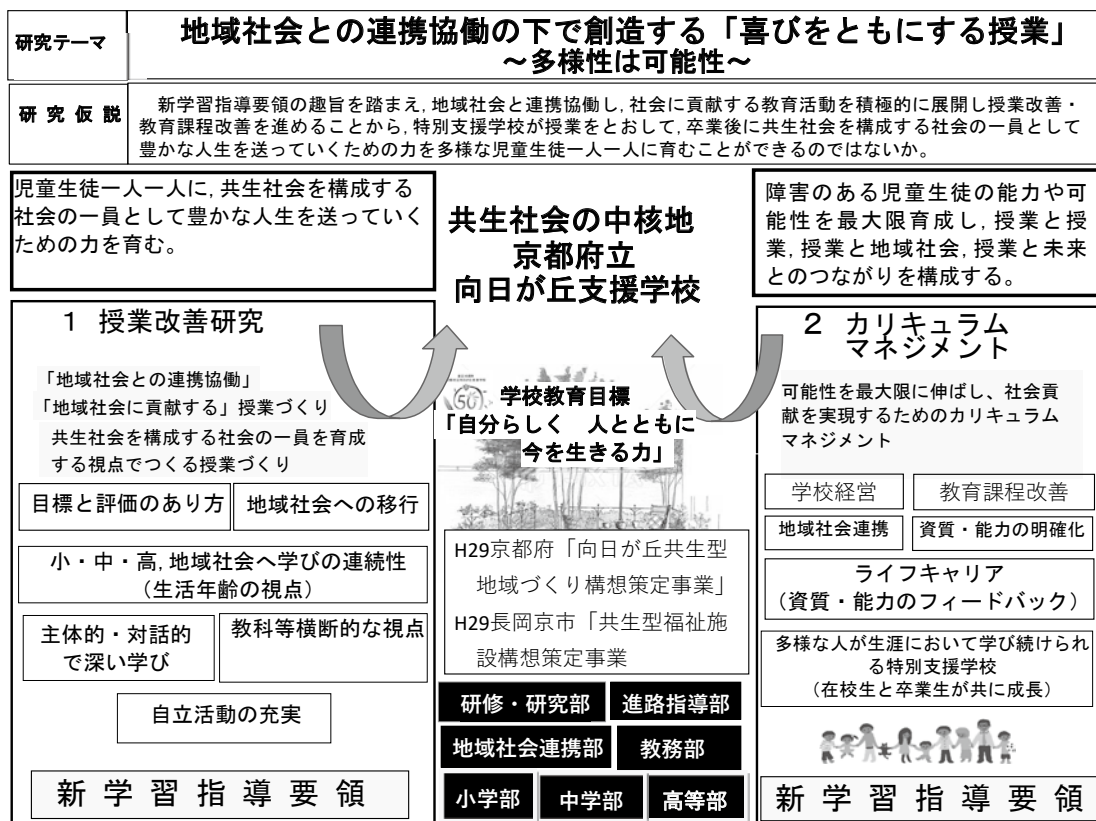 研究テーマ
地域社会との連携協働の下で創造する「喜びをともにする授業」
～多様性は可能性～
研究仮説
新学習指導要領の趣旨を踏まえ,地域社会と連携協働し,社会に貢献する教育活動を積極的に展開し授業改善・
教育課程改善を進めることから,特別支援学校が授業をとおして,卒業後に共生社会を構成する社会の一員として
豊かな人生を送っていくための力を多様な児童生徒一人一人に育むことができるのではないか。
児童生徒一人一人に,共生社会を構成する
社会の一員として豊かな人生を送っていく
ための力を育む。
共生社会の中核地
京都府立
向日が丘支援学校
障害のある児童生徒の能力や可
能性を最大限育成し,授業と授
業,授業と地域社会,授業と未来
とのつながりを構成する。
1 授業改善研究
「地域社会との連携協働」
「地域社会に貢献する」授業づくり
共生社会を構成する社会の一員を育成
する視点でつくる授業づくり
目標と評価のあり方
地域社会への移行
小・中・高,地域社会へ学びの連続性
（生活年齢の視点）
主体的・対話的
で深い学び
教科等横断的な視点
自立活動の充実
新学習指導要領
50
学校教育目標
「自分らしく 人とともに
今を生きる力」
H29京都府「向日が丘共生型
地域づくり構想策定事業」
H29長岡京市「共生型福祉施
設構想策定事業
研修・研究部
進路指導部
地域社会連携部
教務部
小学部
中学部
高等部
2 カリキュラム
マネジメント
可能性を最大限に伸ばし、社会貢
献を実現するためのカリキュラム
マネジメント
学校経営
教育課程改善
地域社会連携
資質・能力の明確化
ライフキャリア
（資質・能力のフィードバック）
多様な人が生涯において学び続けられ
る特別支援学校
（在校生と卒業生が共に成長）
新学習指導要領